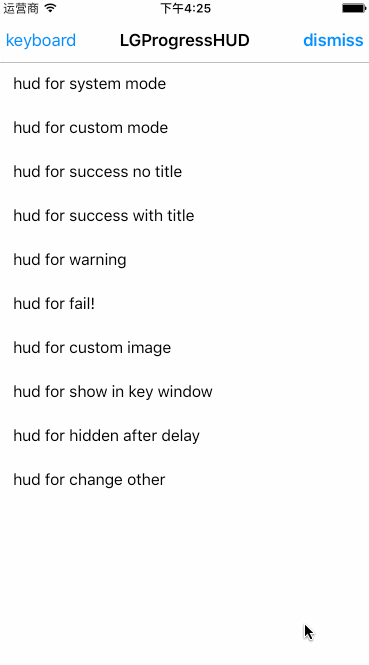 运营商 下午4:25
keyboard LGProgressHUD dismiss
hud for system mode
hud for custom mode
hud for success no title
hud for success with title
hud for warning
hud for fail!
hud for custom image
hud for show in key window
hud for hidden after delay
hud for change other